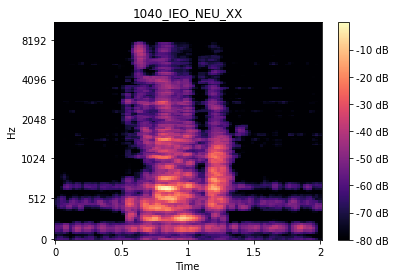 1040_IEO_NEU_XX
8192
4096
2048
1024
512
0
Hz
0
0.5
1
1.5
2
Time
-10 dB
-20 dB
-30 dB
-40 dB
-50 dB
-60 dB
-70 dB
-80 dB